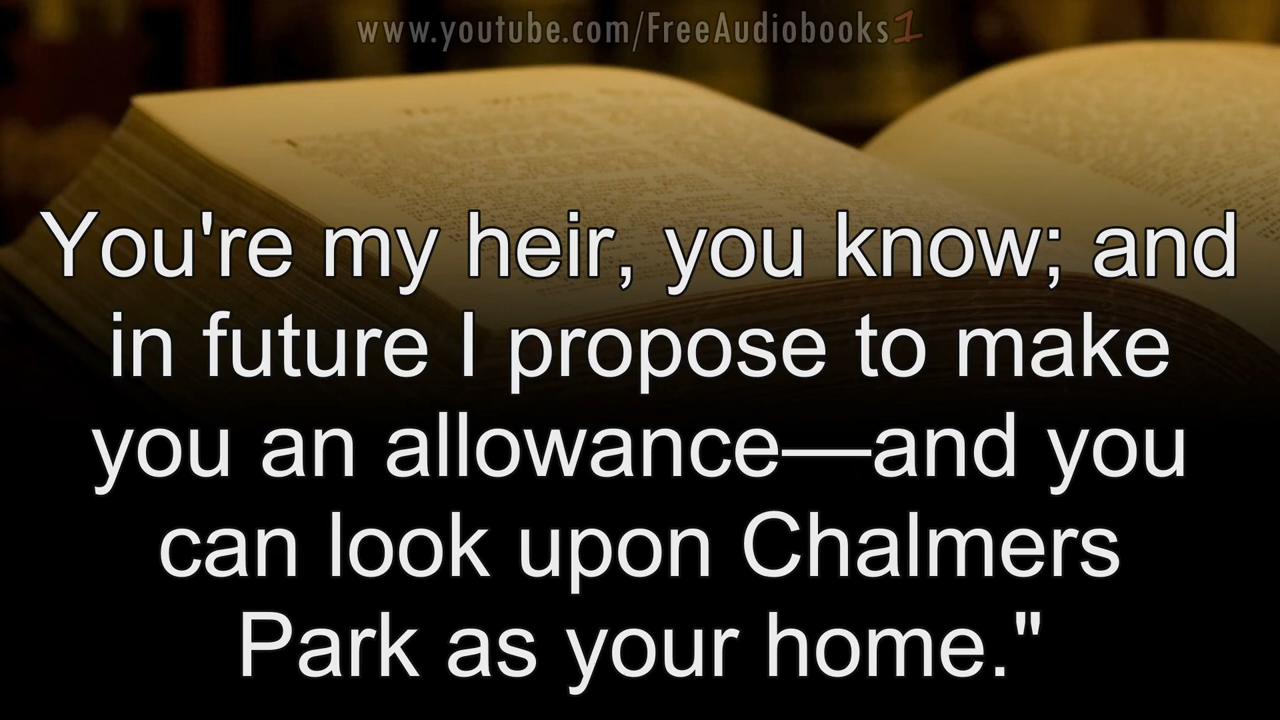 www.youtube.com/FreeAudiobooks1
You're my heir, you know; and
in future I propose to make
you an allowance—and you
can look upon Chalmers
Park as your home."